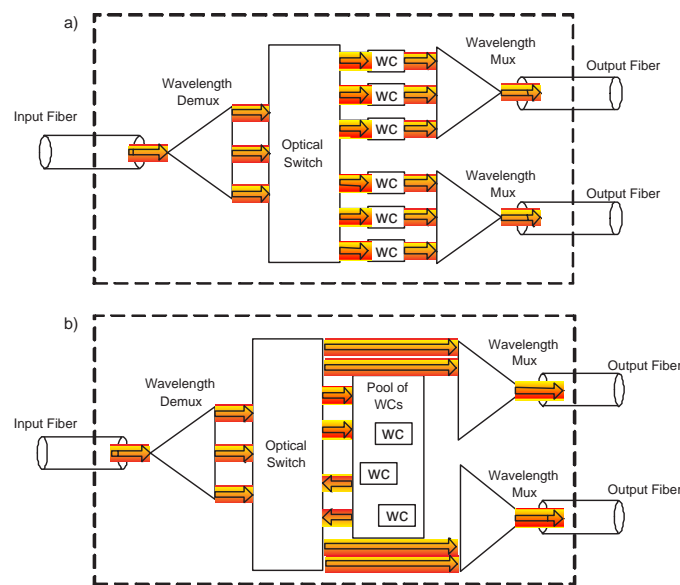 a)
Input Fiber
Wavelength
Demux
Optical
Switch
WC
WC
WC
WC
WC
WC
Wavelength
Mux
Output Fiber
Wavelength
Mux
Output Fiber
b)
Input Fiber
Wavelength
Demux
Optical
Switch
Pool of
WCs
WC
WC
WC
Wavelength
Mux
Output Fiber
Wavelength
Mux
Output Fiber